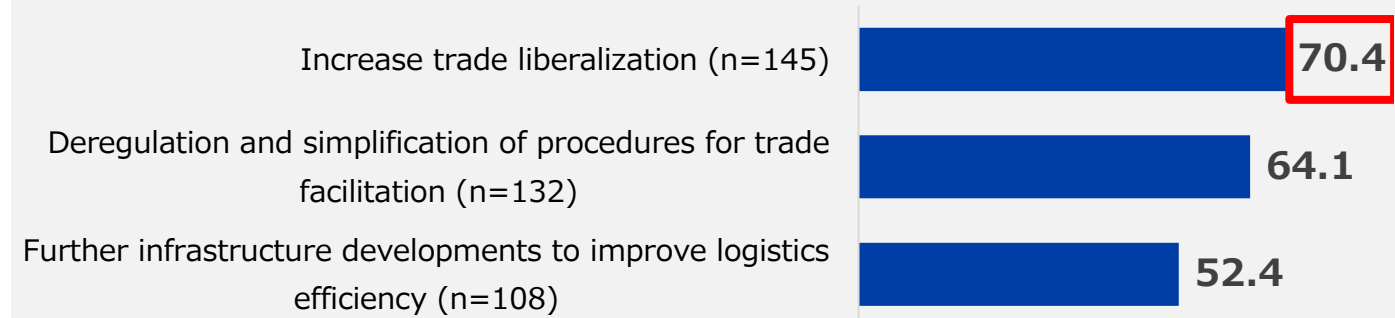 Increase trade liberalization (n=145)
70.4
Deregulation and simplification of procedures for trade
facilitation (n=132)
64.1
Further infrastructure developments to improve logistics
efficiency (n=108)
52.4